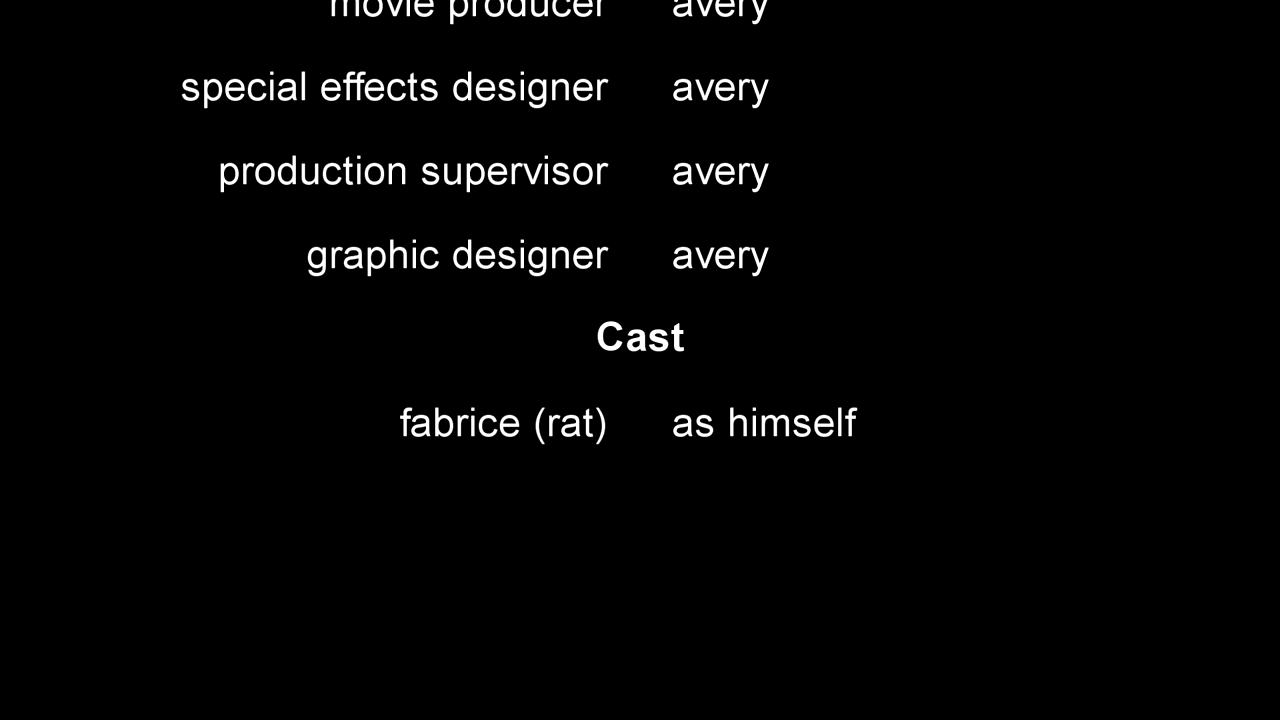 movie producer avery
special effects designer avery
production supervisor avery
graphic designer avery
Cast
fabrice (rat) as himself